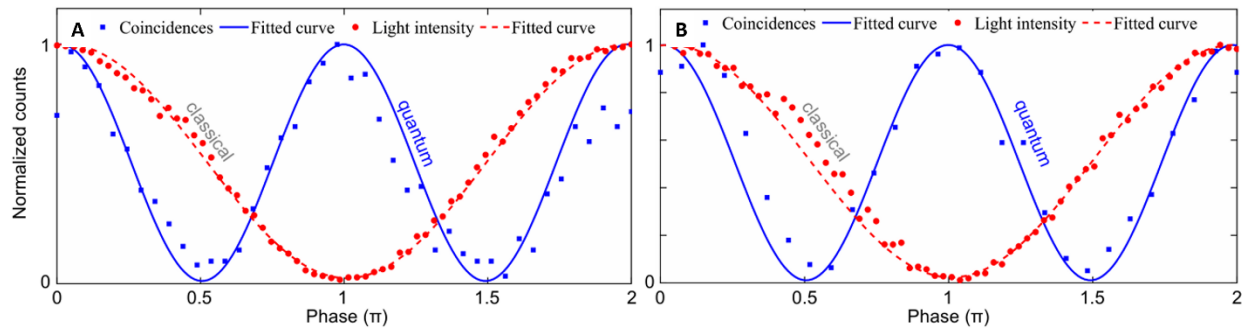 A Coincidences Fitted curve Light intensity Fitted curve
1
classical
quantum
Normalized counts
0
0 0.5 1 1.5 2
Phase (π)
B Coincidences Fitted curve Light intensity Fitted curve
1
classical
quantum
0
0 0.5 1 1.5 2
Phase (π)